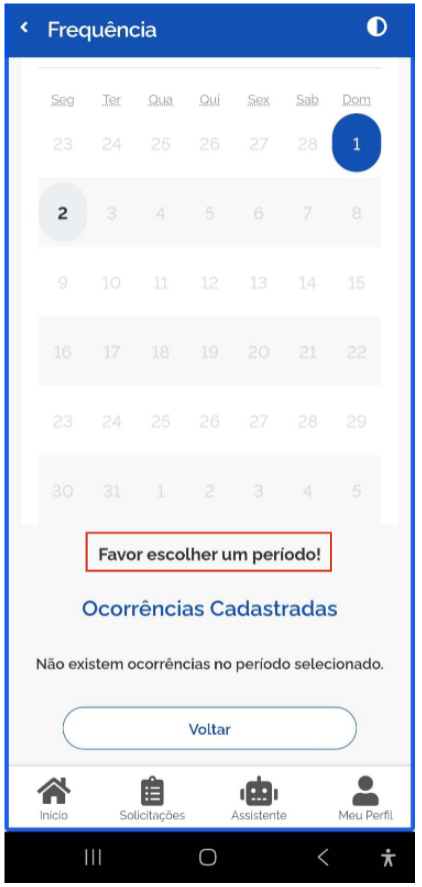 Frequência
Seg Ter Qua Qui Sex Sab Dom
23 24 25 26 27 28 1
2 3 4 5 6 7 8
9 10 11 12 13 14 15
16 17 18 19 20 21 22
23 24 25 26 27 28 29
30 31 1 2 3 4 5
Favor escolher um período!
Ocorrências Cadastradas
Não existem ocorrências no período selecionado.
Voltar
Início Solicitações Assistente Meu Perfil